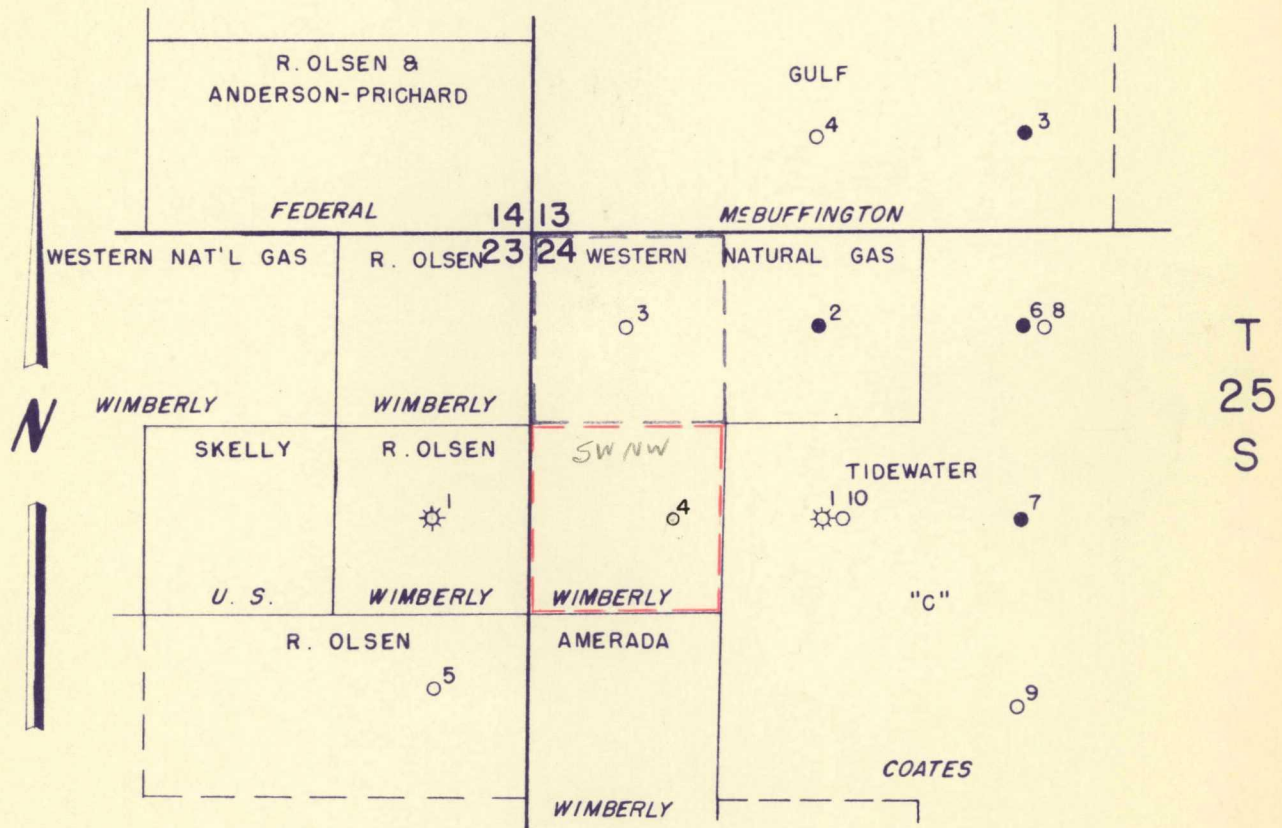 R. OLSEN &
ANDERSON-PRICHARD
GULF
4
3
FEDERAL
14
13
McBUFFINGTON
WESTERN NAT'L GAS
R. OLSEN
23
24
WESTERN NATURAL GAS
3
2
6
8
T
25
S
N
WIMBERLY
WIMBERLY
SKELLY
R. OLSEN
SW NW
TIDEWATER
1
4
1
10
7
U. S.
WIMBERLY
WIMBERLY
"C"
R. OLSEN
AMERADA
5
9
COATES
WIMBERLY